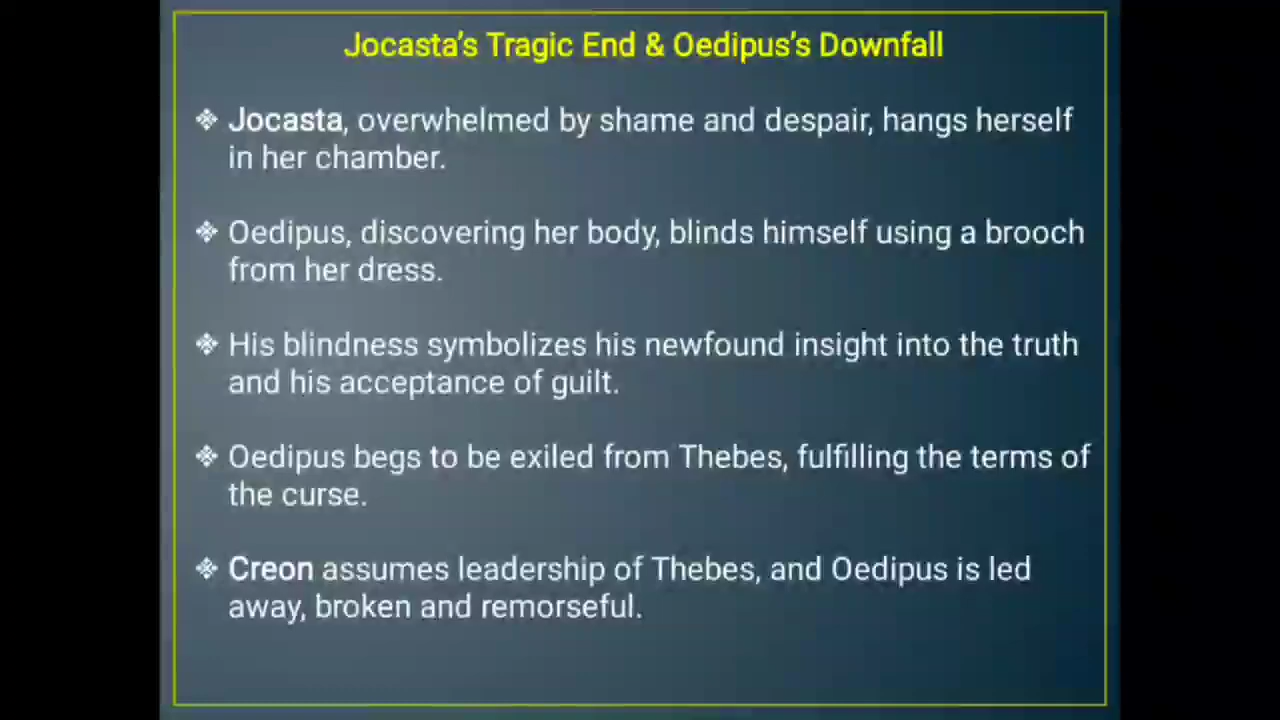 Jocasta's Tragic End & Oedipus's Downfall
❖ Jocasta, overwhelmed by shame and despair, hangs herself
in her chamber.
❖ Oedipus, discovering her body, blinds himself using a brooch
from her dress.
❖ His blindness symbolizes his newfound insight into the truth
and his acceptance of guilt.
❖ Oedipus begs to be exiled from Thebes, fulfilling the terms of
the curse.
❖ Creon assumes leadership of Thebes, and Oedipus is led
away, broken and remorseful.